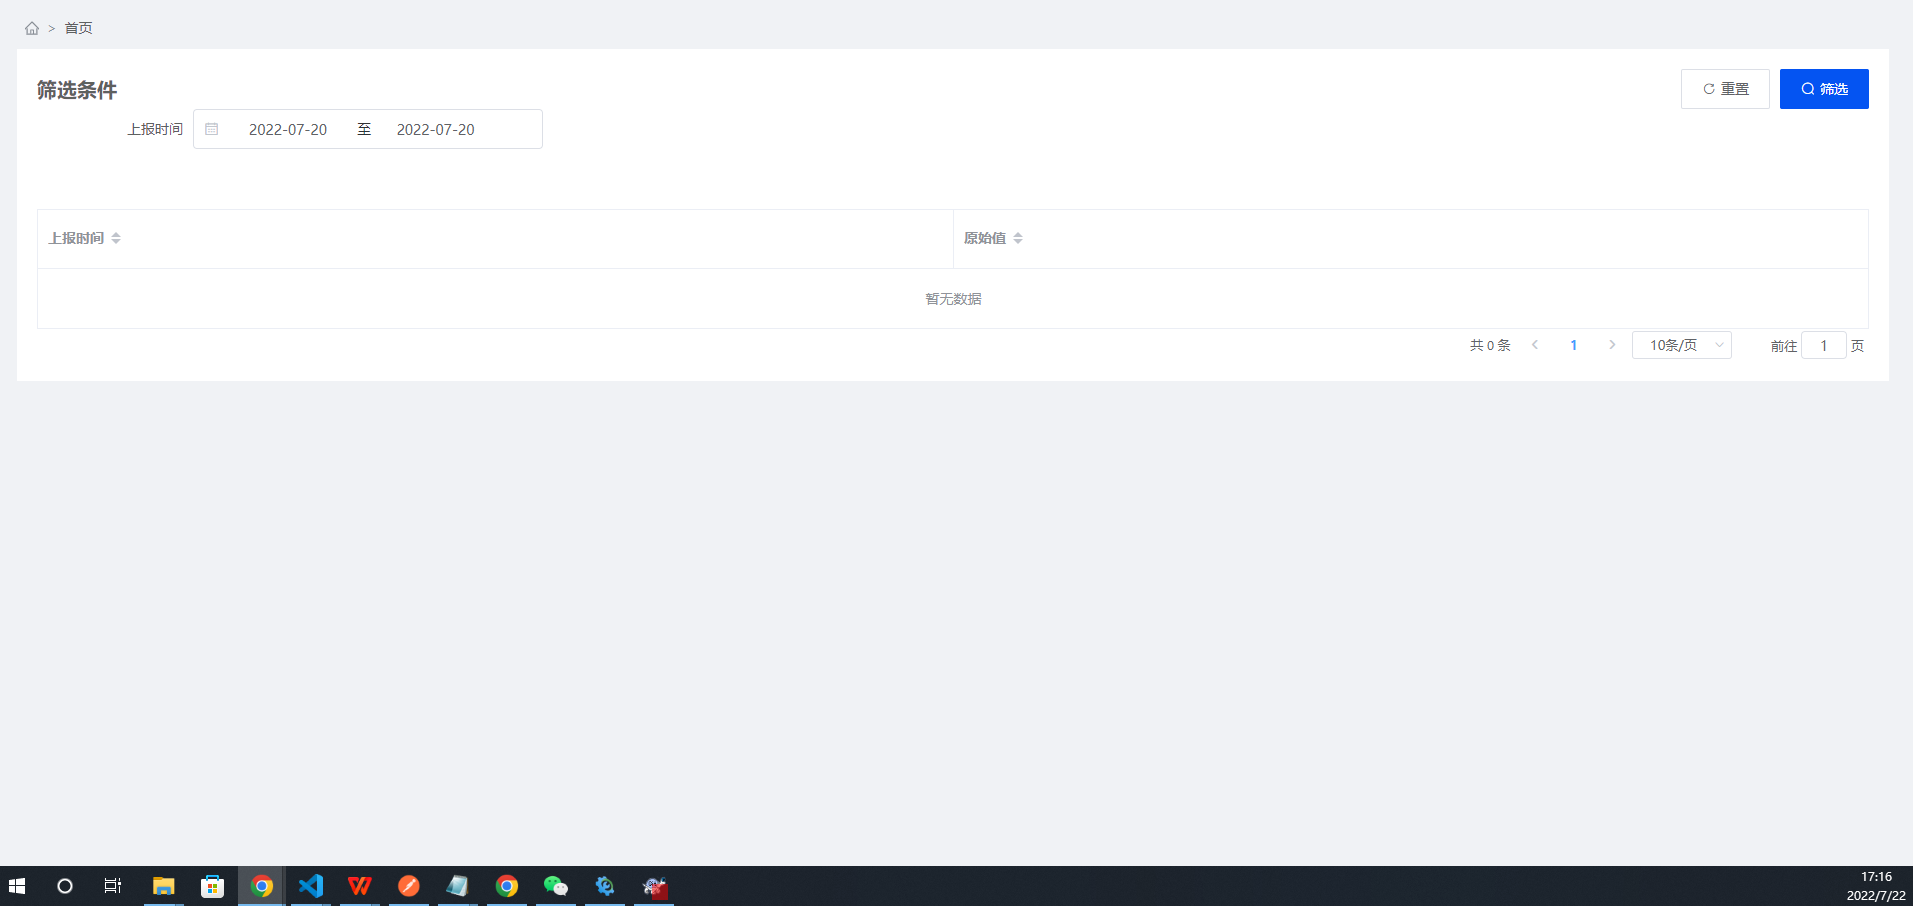 > 首页
筛选条件
重置
筛选
上报时间 2022-07-20 至 2022-07-20
上报时间 原始值
暂无数据
共 0 条 < 1 > 10条/页 前往 1 页
17:16
2022/7/22